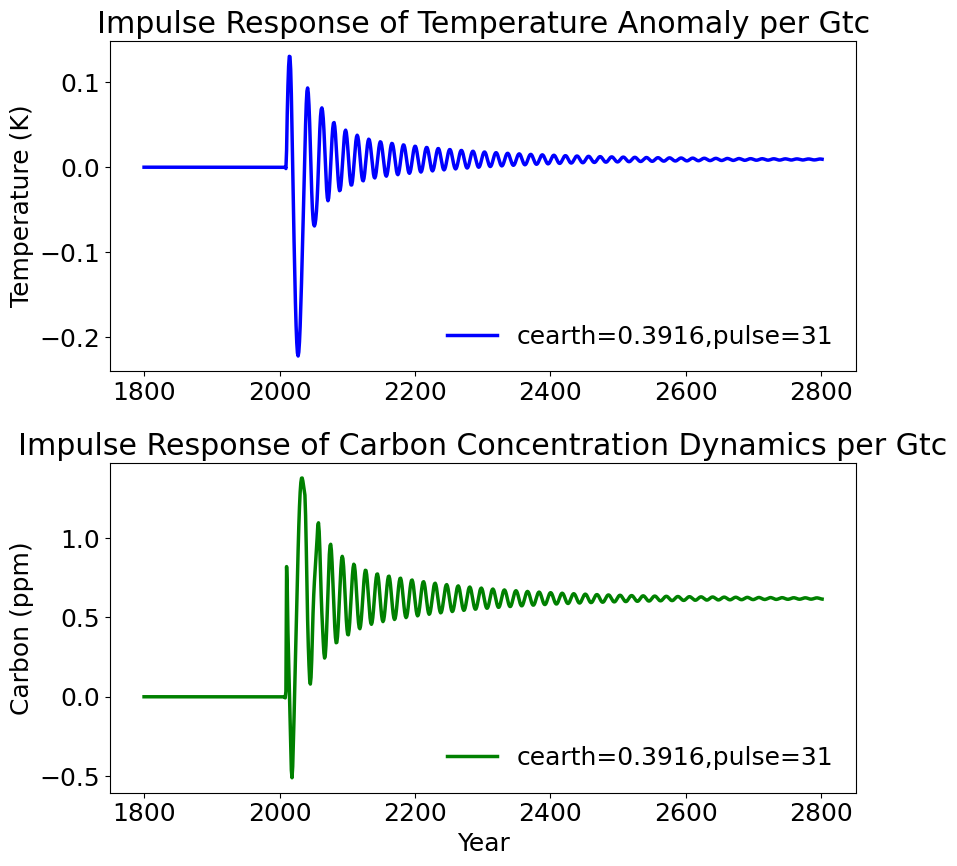 Impulse Response of Temperature Anomaly per Gtc
0.1
0.0
−0.1
−0.2
Temperature (K)
cearth=0.3916,pulse=31
1800 2000 2200 2400 2600 2800
Impulse Response of Carbon Concentration Dynamics per Gtc
1.0
0.5
0.0
−0.5
Carbon (ppm)
cearth=0.3916,pulse=31
1800 2000 2200 2400 2600 2800
Year